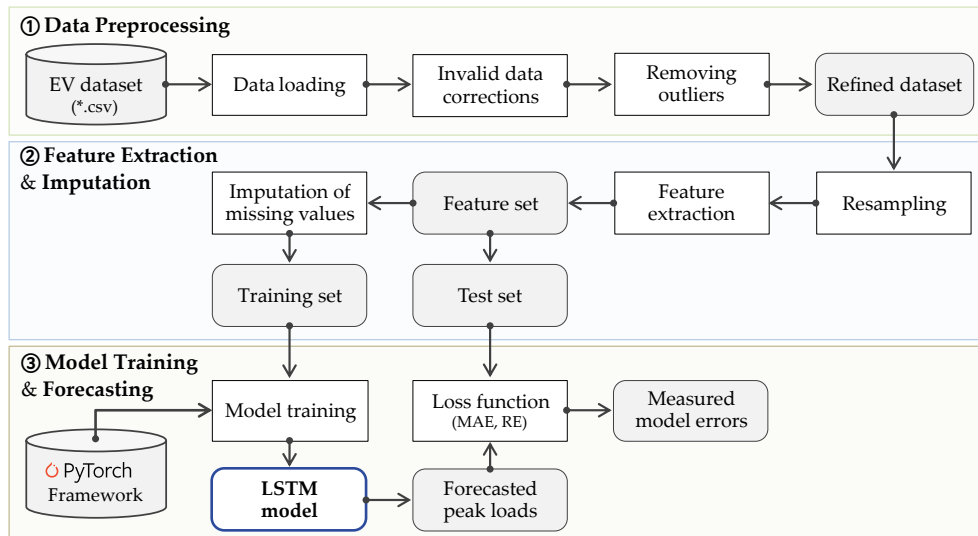 ① Data Preprocessing
EV dataset
(*.csv)
Data loading
Invalid data
corrections
Removing
outliers
Refined dataset
② Feature Extraction
& Imputation
Imputation of
missing values
Feature set
Feature
extraction
Resampling
Training set
Test set
③ Model Training
& Forecasting
Model training
Loss function
(MAE, RE)
Measured
model errors
PyTorch
Framework
LSTM
model
Forecasted
peak loads